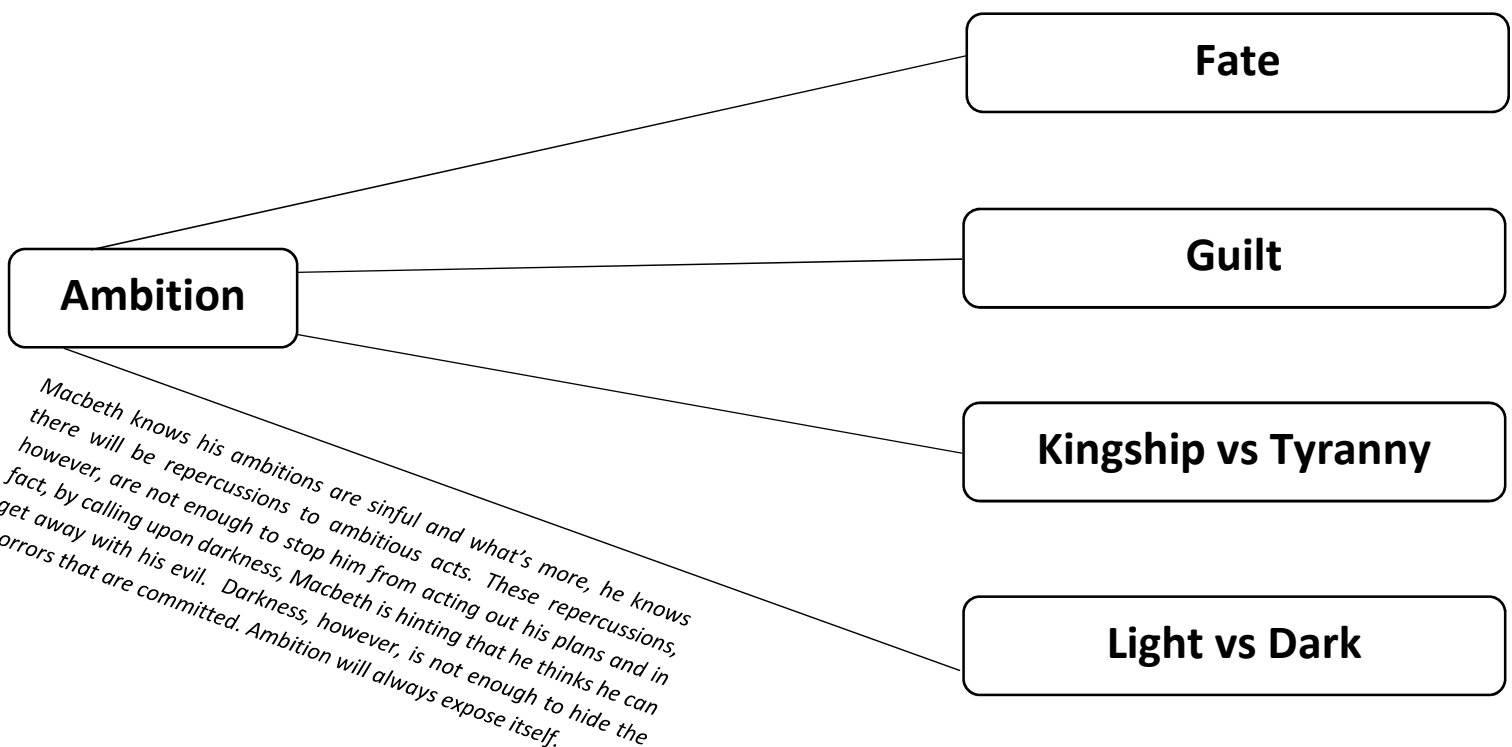 Fate
Guilt
Ambition
Kingship vs Tyranny
Light vs Dark
Macbeth knows his ambitions are sinful and what’s more, he knows
there will be repercussions to ambitious acts. These repercussions,
however, are not enough to stop him from acting out his plans and in
fact, by calling upon darkness, Macbeth is hinting that he thinks he can
get away with his evil. Darkness, however, is not enough to hide the
orrors that are committed. Ambition will always expose itself.